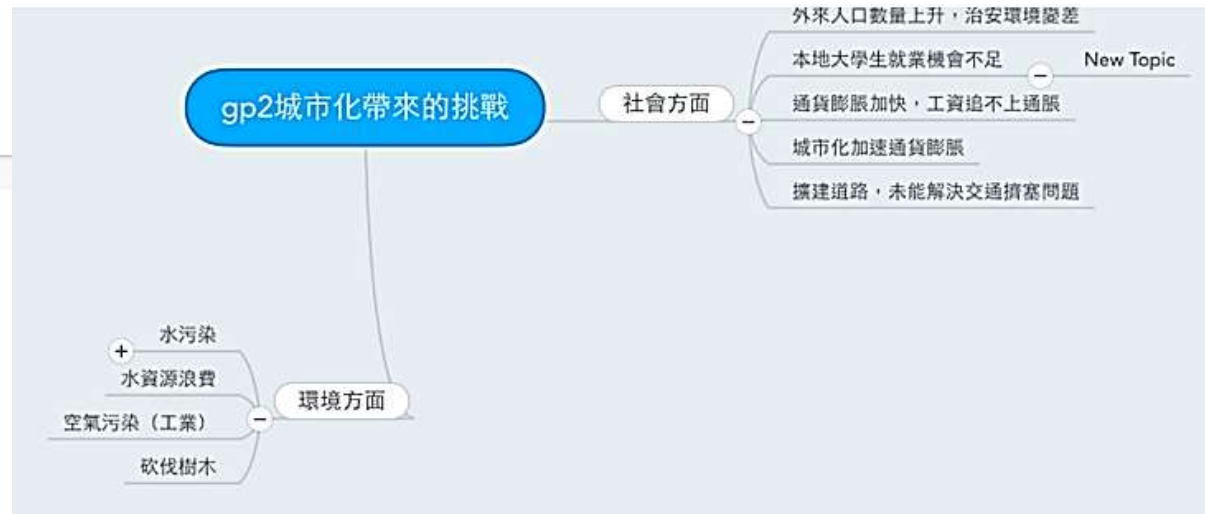 外來人口數量上升，治安環境變差
本地大學生就業機會不足
New Topic
gp2城市化帶來的挑戰
社會方面
通貨膨脹加快，工資追不上通脹
城市化加速通貨膨脹
擴建道路，未能解決交通擠塞問題
水污染
水資源浪費
環境方面
空氣污染（工業）
砍伐樹木